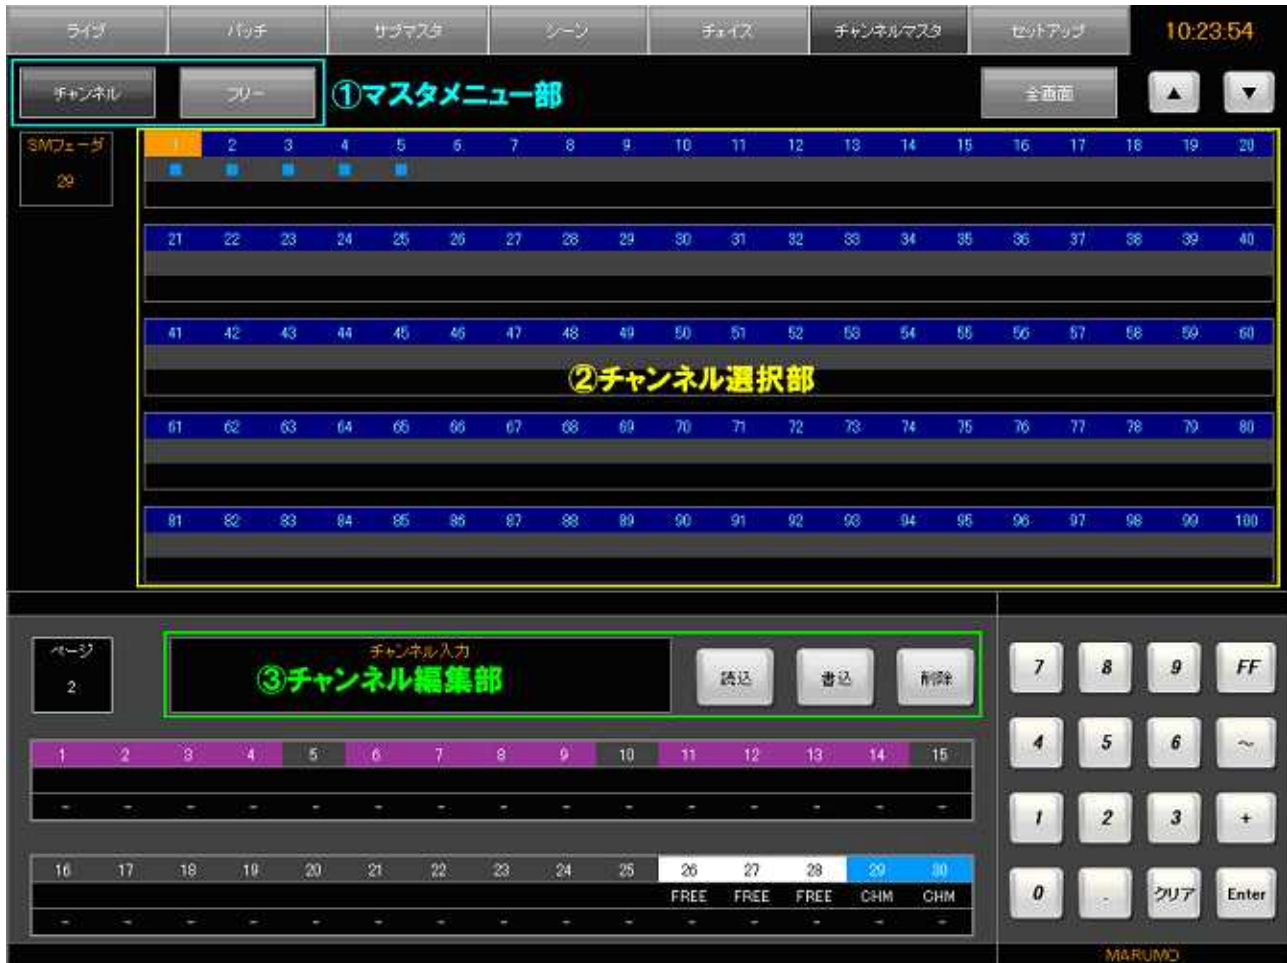 ライブ パッチ サブマスタ シーン チェイス チャンネルマスタ セットアップ 10:23:54
チャンネル フリー ①マスタメニュー部 全画面 ▲ ▼
SMフェーダ
29
1 2 3 4 5 6 7 8 9 10 11 12 13 14 15 16 17 18 19 20
21 22 23 24 25 26 27 28 29 30 31 32 33 34 35 36 37 38 39 40
41 42 43 44 45 46 47 48 49 50 51 52 53 54 55 56 57 58 59 60
②チャンネル選択部
61 62 63 64 65 66 67 68 69 70 71 72 73 74 75 76 77 78 79 80
81 82 83 84 85 86 87 88 89 90 91 92 93 94 95 96 97 98 99 100
ページ
2
チャンネル入力
③チャンネル編集部
読込 書込 削除
1 2 3 4 5 6 7 8 9 10 11 12 13 14 15
- - - - - - - - - - - - - - -
16 17 18 19 20 21 22 23 24 25 26 27 28 29 30
FREE FREE FREE CHM CHM
- - - - - - - - - - - - - - -
7 8 9 FF
4 5 6 ～
1 2 3 +
0 . クリア Enter
MARUMO